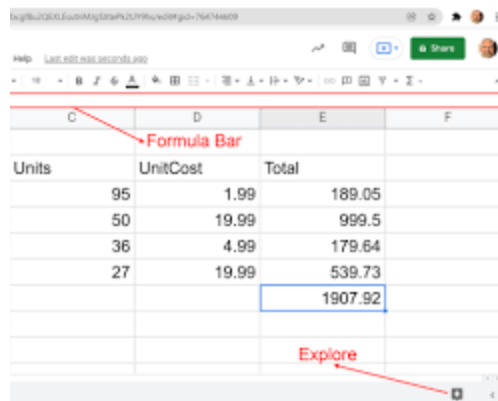 Help Last edit was seconds ago
Share
10
B I S A
C D E F
Formula Bar
Units UnitCost Total
95 1.99 189.05
50 19.99 999.5
36 4.99 179.64
27 19.99 539.73
1907.92
Explore